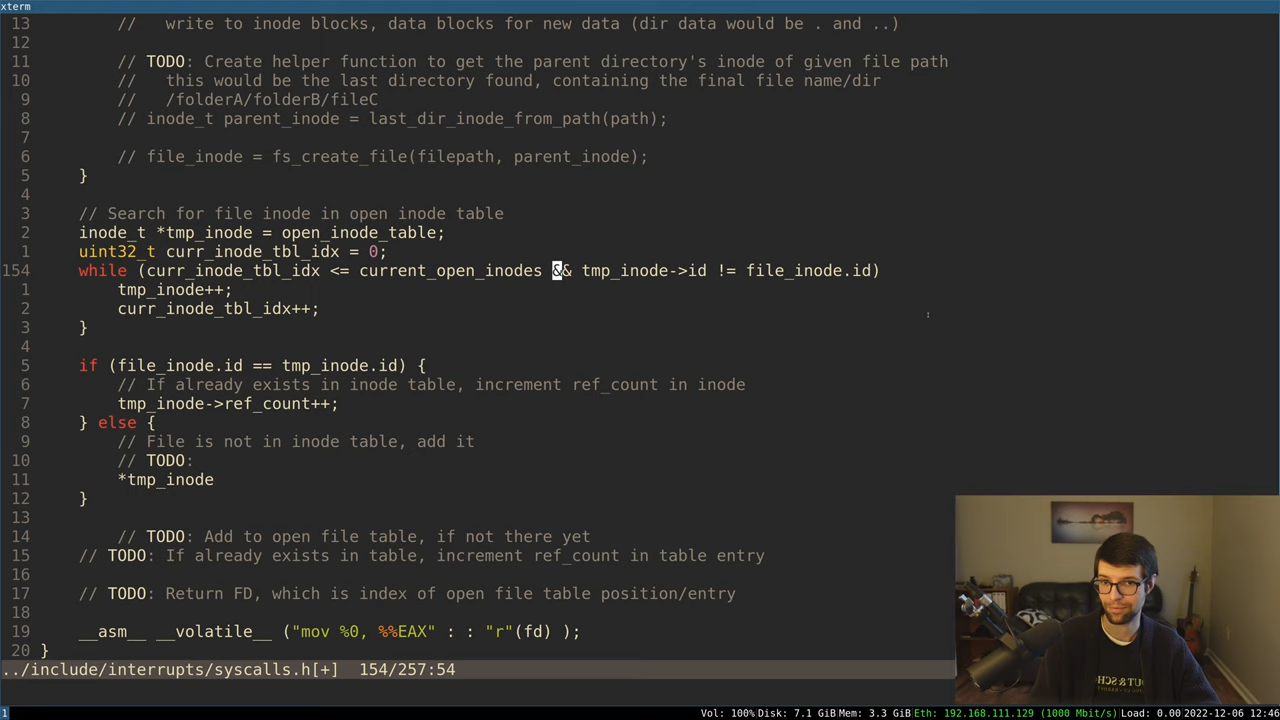 xterm
13 //   write to inode blocks, data blocks for new data (dir data would be . and ..)
12
11 // TODO: Create helper function to get the parent directory's inode of given file path
10 //   this would be the last directory found, containing the final file name/dir
9 //   /folderA/folderB/fileC
8 // inode_t parent_inode = last_dir_inode_from_path(path);
7
6 // file_inode = fs_create_file(filepath, parent_inode);
5 }
4
3 // Search for file inode in open inode table
2 inode_t *tmp_inode = open_inode_table;
1 uint32_t curr_inode_tbl_idx = 0;
154 while (curr_inode_tbl_idx <= current_open_inodes && tmp_inode->id != file_inode.id)
1 tmp_inode++;
2 curr_inode_tbl_idx++;
3 }
4
5 if (file_inode.id == tmp_inode.id) {
6 // If already exists in inode table, increment ref_count in inode
7 tmp_inode->ref_count++;
8 } else {
9 // File is not in inode table, add it
10 // TODO:
11 *tmp_inode
12 }
13
14 // TODO: Add to open file table, if not there yet
15 // TODO: If already exists in table, increment ref_count in table entry
16
17 // TODO: Return FD, which is index of open file table position/entry
18
19 __asm__ __volatile__ ("mov %0, %%EAX" : : "r"(fd) );
20 }
../include/interrupts/syscalls.h[+]  154/257:54
1 Vol: 100% Disk: 7.1 GiB Mem: 3.3 GiB Eth: 192.168.111.129 (1000 Mbit/s) Load: 0.00 2022-12-06 12:46